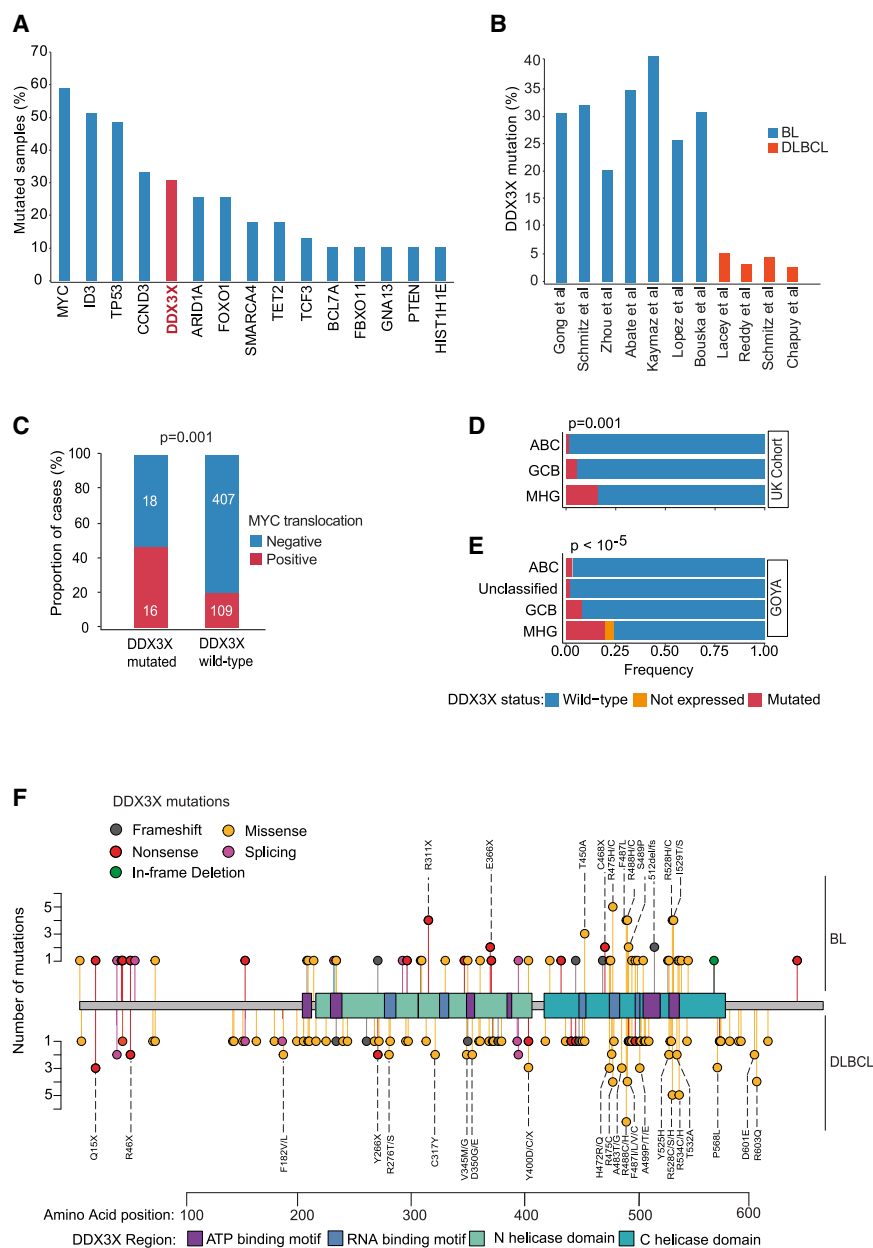 A
Mutated samples (%)
70
60
50
40
30
20
10
0
MYC
ID3
TP53
CCND3
DDX3X
ARID1A
FOXO1
SMARCA4
TET2
TCF3
BCL7A
FBXO11
GNA13
PTEN
HIST1H1E
B
DDX3X mutation (%)
40
35
30
25
20
15
10
5
0
BL
DLBCL
Gong et al
Schmitz et al
Zhou et al
Abate et al
Kaymaz et al
Lopez et al
Bouska et al
Lacey et al
Reddy et al
Schmitz et al
Chapuy et al
C
p=0.001
Proportion of cases (%)
100
80
60
40
20
0
18
407
16
109
MYC translocation
Negative
Positive
DDX3X
mutated
DDX3X
wild-type
D
p=0.001
ABC
GCB
MHG
UK Cohort
E
p < 10-5
ABC
Unclassified
GCB
MHG
GOYA
0.00 0.25 0.50 0.75 1.00
Frequency
DDX3X status: Wild-type Not expressed Mutated
F
DDX3X mutations
Frameshift Missense
Nonsense Splicing
In-frame Deletion
R311X
E366X
T450A
C468X
R475H/C
F487L
R488H/C
S489P
512del/fs
R528H/C
I529T/S
Number of mutations
5
3
1
BL
1
3
5
DLBCL
Q15X
R46X
F182V/L
Y266X
R276T/S
C317Y
V345M/G
D350G/E
Y400D/C/X
H472R/Q
R475C
A483T/G
R488C/H
F487I/L/V/C
A499P/T/E
Y525H
R528C/S/H
R534C/H
T532A
P568L
D601E
R603Q
Amino Acid position: 100 200 300 400 500 600
DDX3X Region: ATP binding motif RNA binding motif N helicase domain C helicase domain